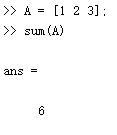 >> A = [1 2 3];
>> sum(A)
ans =
6